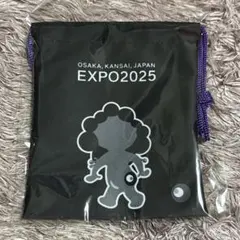 OSAKA, KANSAI, JAPAN
EXPO2025